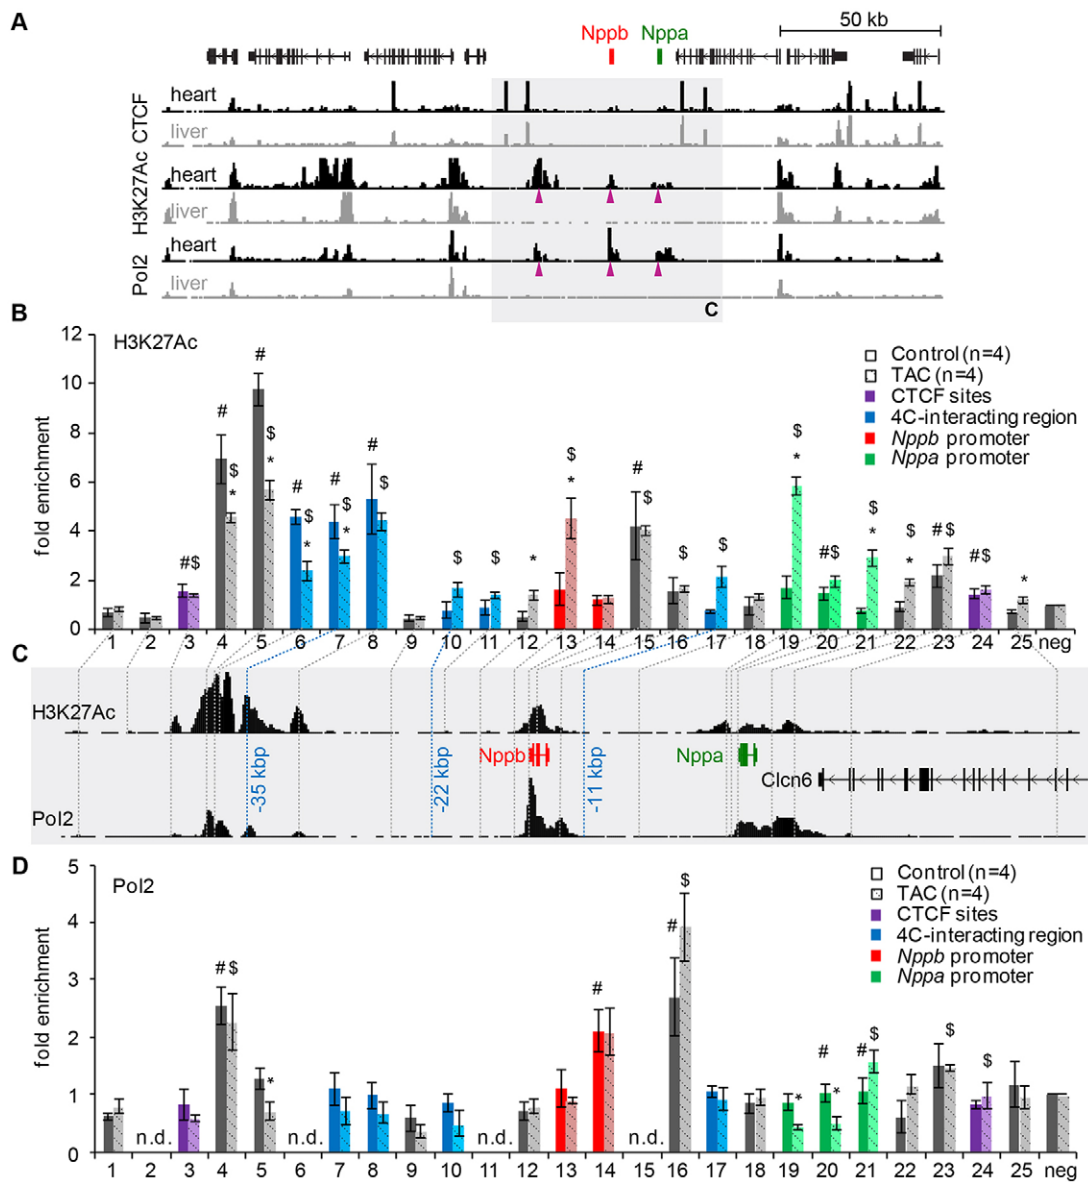 A
Nppb Nppa
50 kb
CTCF
heart
liver
H3K27Ac
heart
liver
Pol2
heart
liver
C
B
H3K27Ac
fold enrichment
12
10
8
6
4
2
0
Control (n=4)
TAC (n=4)
CTCF sites
4C-interacting region
Nppb promoter
Nppa promoter
# $ # $ * # $ * # $ * # $ * # $ $ $ * $ * # $ $ $ $ * # $ $ * $ * # $ # $ *
1 2 3 4 5 6 7 8 9 10 11 12 13 14 15 16 17 18 19 20 21 22 23 24 25 neg
C
H3K27Ac
Nppb
Nppa
Clcn6
-35 kbp
-22 kbp
-11 kbp
Pol2
D
Pol2
fold enrichment
5
4
3
2
1
0
Control (n=4)
TAC (n=4)
CTCF sites
4C-interacting region
Nppb promoter
Nppa promoter
# $ * # # $ * # * # $ $ $
n.d. n.d. n.d. n.d.
1 2 3 4 5 6 7 8 9 10 11 12 13 14 15 16 17 18 19 20 21 22 23 24 25 neg